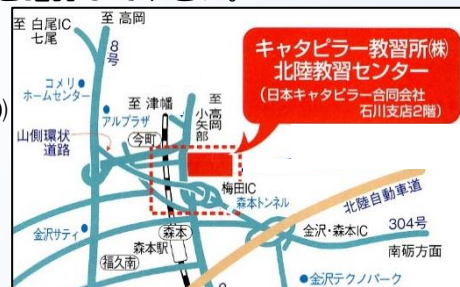 至 白尾IC
七尾
至 高岡
8号
コメリ
ホームセンター
アルプラザ
至 津幡
至 小矢部
高岡
キャタピラー教習所㈱
北陸教習センター
(日本キャタピラー合同会社
石川支店2階)
山側環状
道路
今町
梅田IC
森本トンネル
北陸自動車道
金沢サティ
森本
森本駅
福久南
金沢・森本IC
304号
南砺方面
金沢テクノパーク